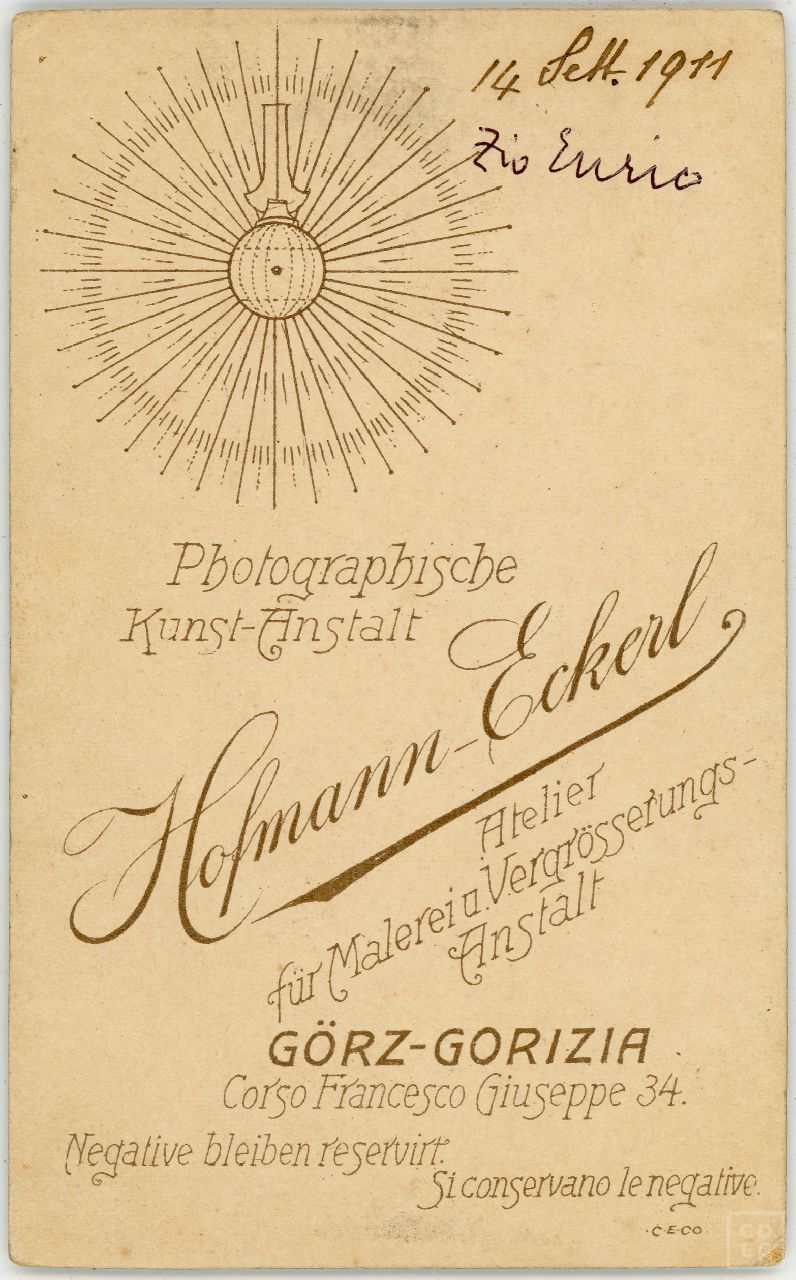 14 Sett. 1911
Zio Enrio
Photographische
Kunst-Anstalt
Hofmann-Eckerl
Atelier
für Malerei u. Vergrösserungs-
Anstalt
GÖRZ-GORIZIA
Corso Francesco Giuseppe 34.
Negative bleiben reservirt.
Si conservano le negative.
·C·E·CO·